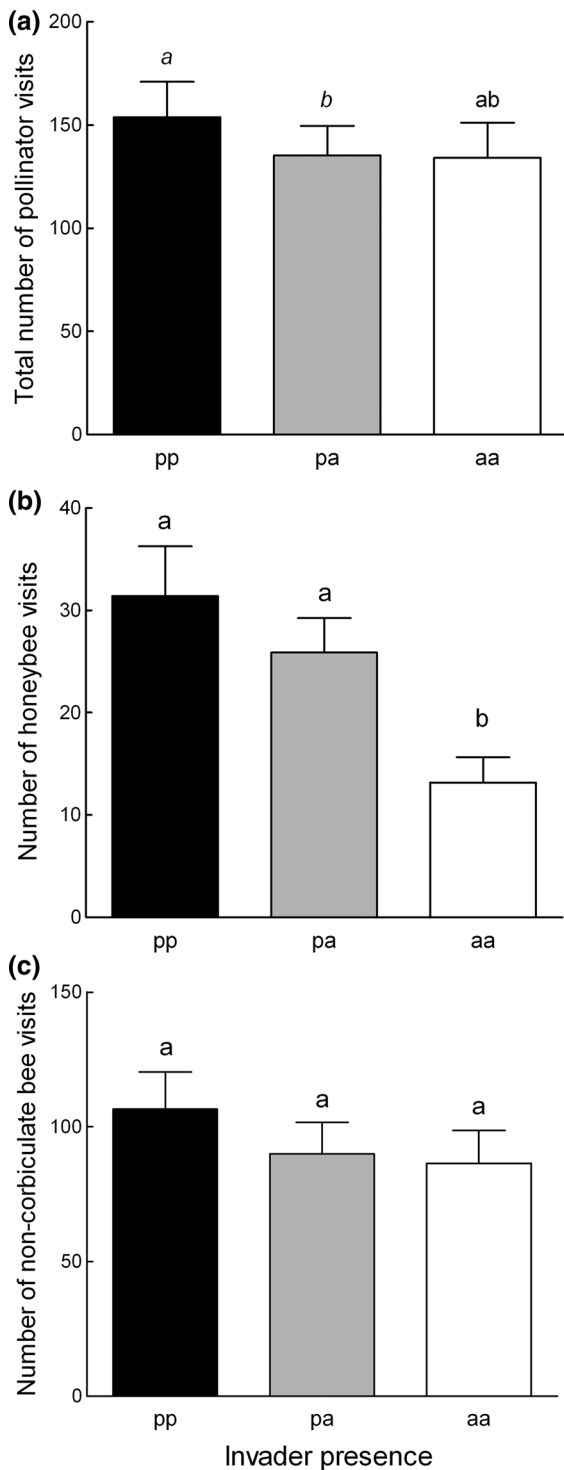 (a)
Total number of pollinator visits
200
150
100
50
0
a
b
ab
pp pa aa
(b)
Number of honeybee visits
40
30
20
10
0
a
a
b
pp pa aa
(c)
Number of non-corbiculate bee visits
150
100
50
0
a
a
a
pp pa aa
Invader presence